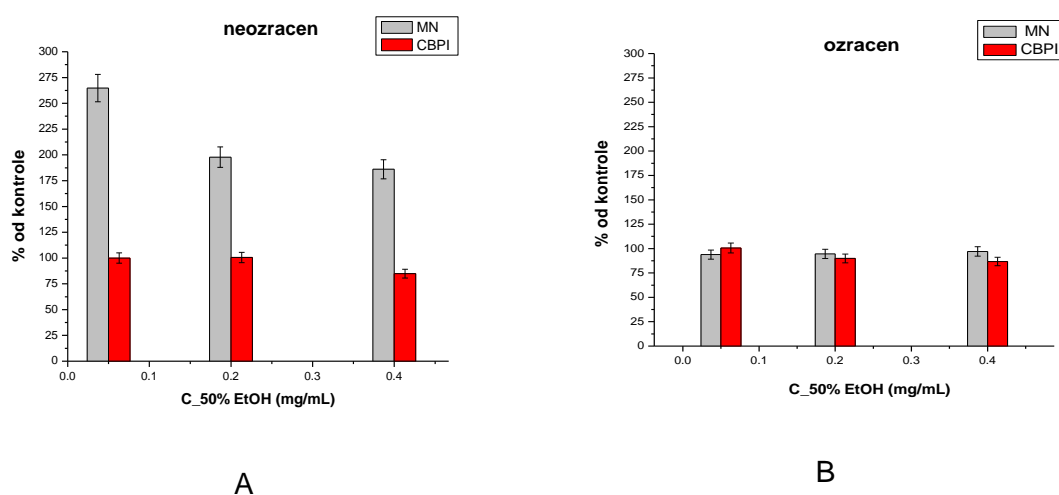 neozracen
MN
CBPI
300
275
250
225
200
175
150
125
100
75
50
25
0
% od kontrole
0.0 0.1 0.2 0.3 0.4
C_50% EtOH (mg/mL)
A
ozracen
MN
CBPI
300
275
250
225
200
175
150
125
100
75
50
25
0
% od kontrole
0.0 0.1 0.2 0.3 0.4
C_50% EtOH (mg/mL)
B